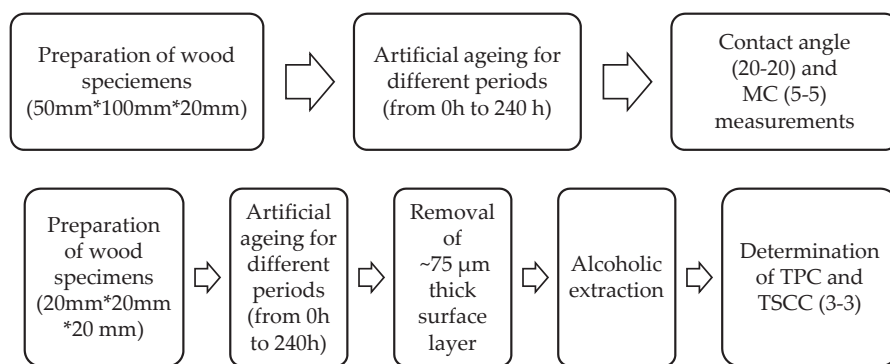 Preparation of wood
speciemens
(50mm*100mm*20mm)
Artificial ageing for
different periods
(from 0h to 240 h)
Contact angle
(20-20) and
MC (5-5)
measurements
Preparation
of wood
specimens
(20mm*20mm
*20 mm)
Artificial
ageing for
different
periods
(from 0h
to 240h)
Removal
of
~75 μm
thick
surface
layer
Alcoholic
extraction
Determination
of TPC and
TSCC (3-3)